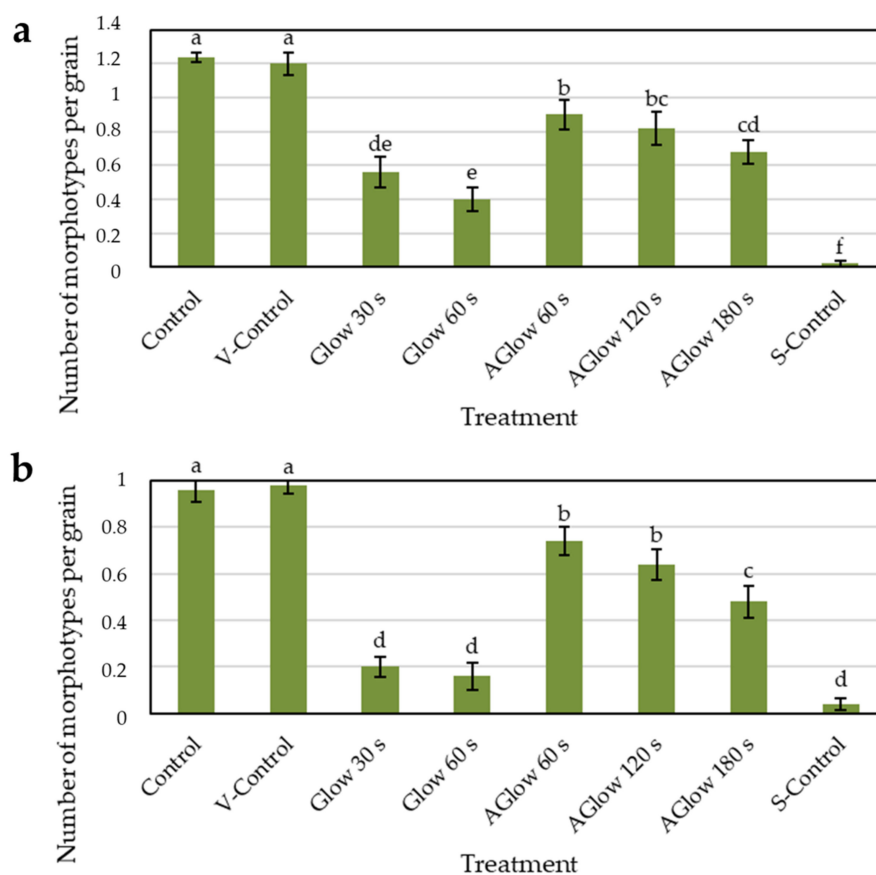 a
Number of morphotypes per grain
1.4
1.2
1
0.8
0.6
0.4
0.2
0
a
a
de
e
b
bc
cd
f
Control
V-Control
Glow 30 s
Glow 60 s
AGlow 60 s
AGlow 120 s
AGlow 180 s
S-Control
Treatment
b
Number of morphotypes per grain
1
0.8
0.6
0.4
0.2
0
a
a
d
d
b
b
c
d
Control
V-Control
Glow 30 s
Glow 60 s
AGlow 60 s
AGlow 120 s
AGlow 180 s
S-Control
Treatment